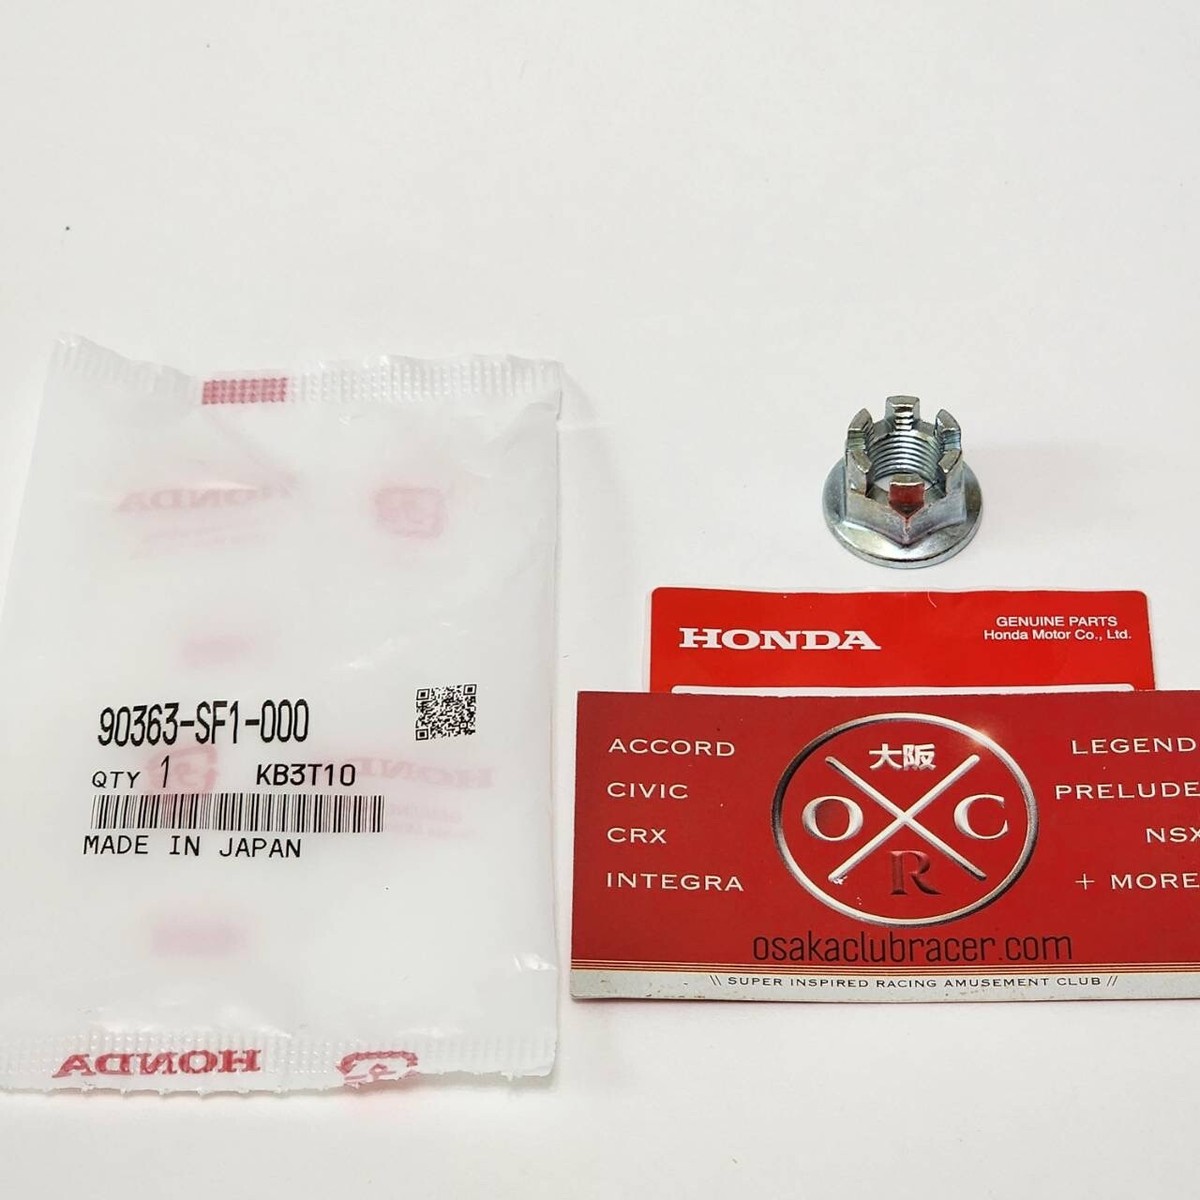 HONDA
90363-SF1-000
QTY 1 KB3T10
MADE IN JAPAN
HONDA
HONDA
GENUINE PARTS
Honda Motor Co., Ltd.
ACCORD
CIVIC
CRX
INTEGRA
大阪
O C
R
LEGEND
PRELUDE
NSX
+ MORE
osakaclubracer.com
\\ SUPER INSPIRED RACING AMUSEMENT CLUB //